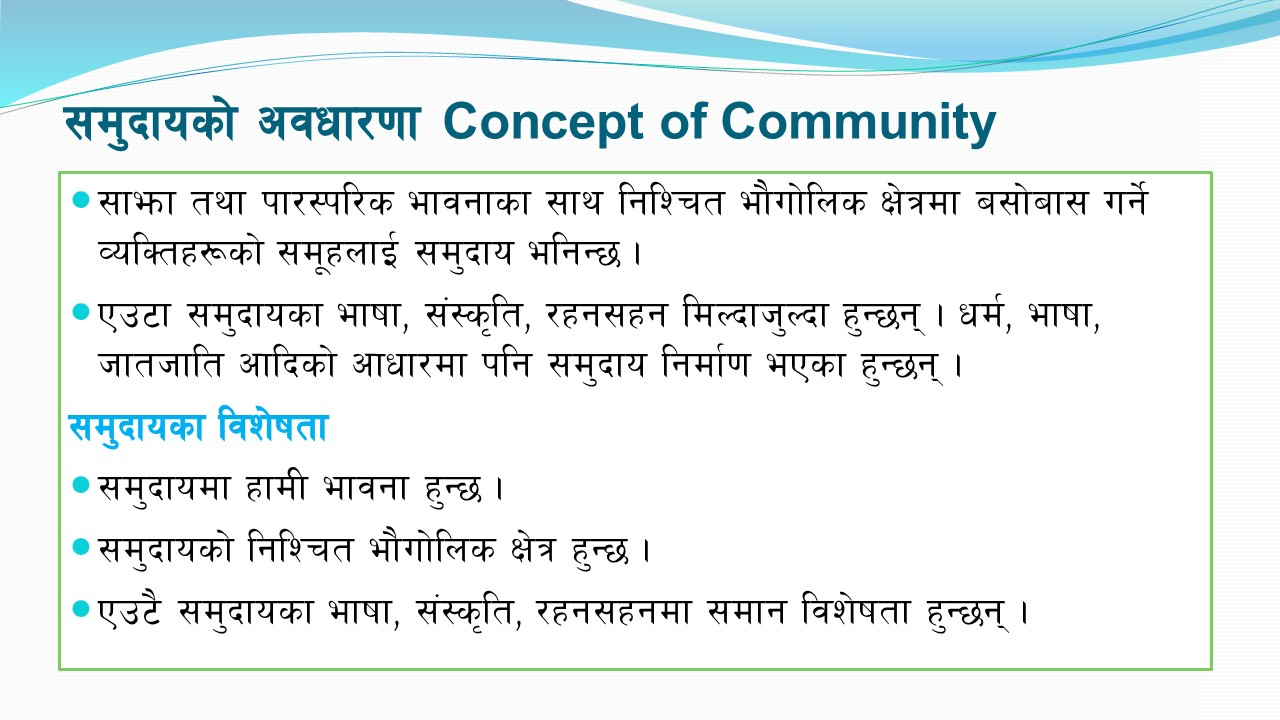 समुदायको अवधारणा Concept of Community
साझा तथा पारस्परिक भावनाका साथ निश्चित भौगोलिक क्षेत्रमा बसोबास गर्ने
व्यक्तिहरूको समूहलाई समुदाय भनिन्छ ।
एउटा समुदायका भाषा, संस्कृति, रहनसहन मिल्दाजुल्दा हुन्छन् । धर्म, भाषा,
जातजाति आदिको आधारमा पनि समुदाय निर्माण भएका हुन्छन् ।
समुदायका विशेषता
समुदायमा हामी भावना हुन्छ ।
समुदायको निश्चित भौगोलिक क्षेत्र हुन्छ ।
एउटै समुदायका भाषा, संस्कृति, रहनसहनमा समान विशेषता हुन्छन् ।